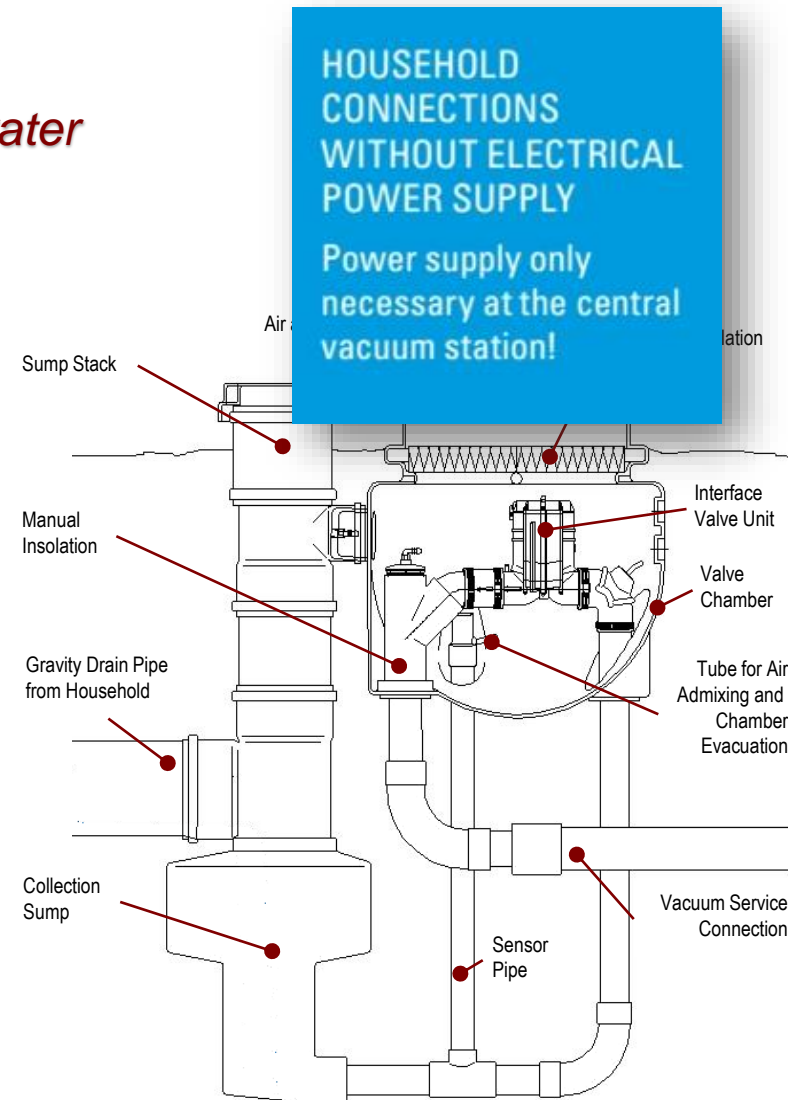 HOUSEHOLD
CONNECTIONS
WITHOUT ELECTRICAL
POWER SUPPLY
Power supply only
necessary at the central
vacuum station!
Air
Sump Stack
Manual
Insolation
Gravity Drain Pipe
from Household
Collection
Sump
Interface
Valve Unit
Valve
Chamber
Tube for Air
Admixing and
Chamber
Evacuation
Vacuum Service
Connection
Sensor
Pipe